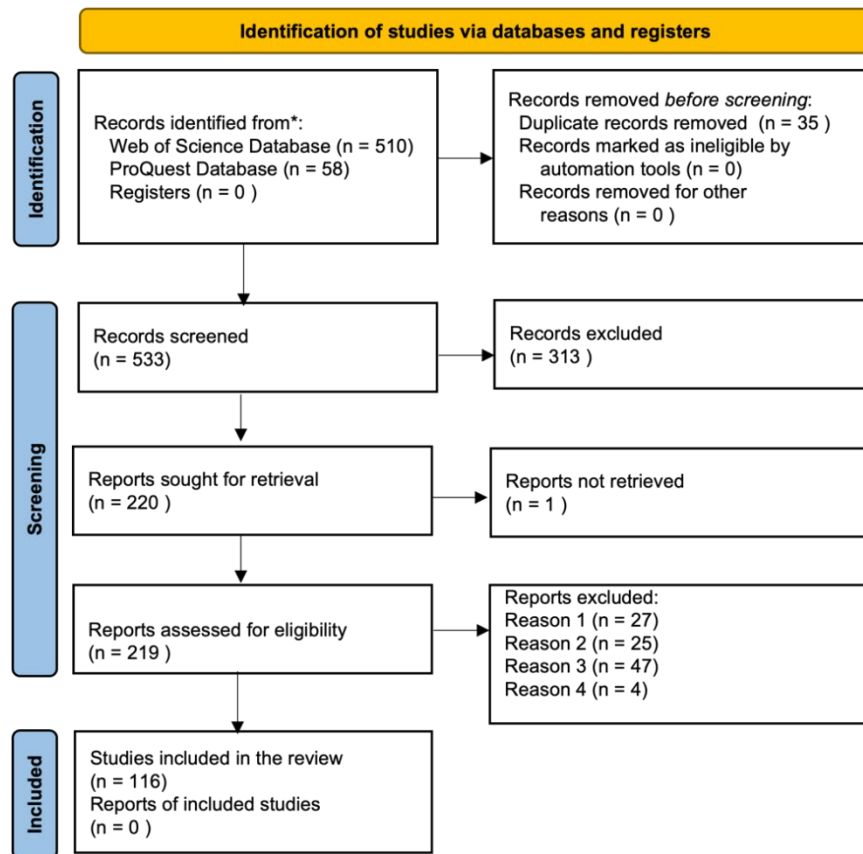 Identification of studies via databases and registers
Identification
Records identified from*:
Web of Science Database (n = 510)
ProQuest Database (n = 58)
Registers (n = 0 )
Records removed before screening:
Duplicate records removed  (n = 35 )
Records marked as ineligible by
automation tools (n = 0)
Records removed for other
reasons (n = 0 )
Screening
Records screened
(n = 533)
Records excluded
(n = 313 )
Reports sought for retrieval
(n = 220 )
Reports not retrieved
(n = 1 )
Reports assessed for eligibility
(n = 219 )
Reports excluded:
Reason 1 (n = 27)
Reason 2 (n = 25)
Reason 3 (n = 47)
Reason 4 (n = 4)
Included
Studies included in the review
(n = 116)
Reports of included studies
(n = 0 )